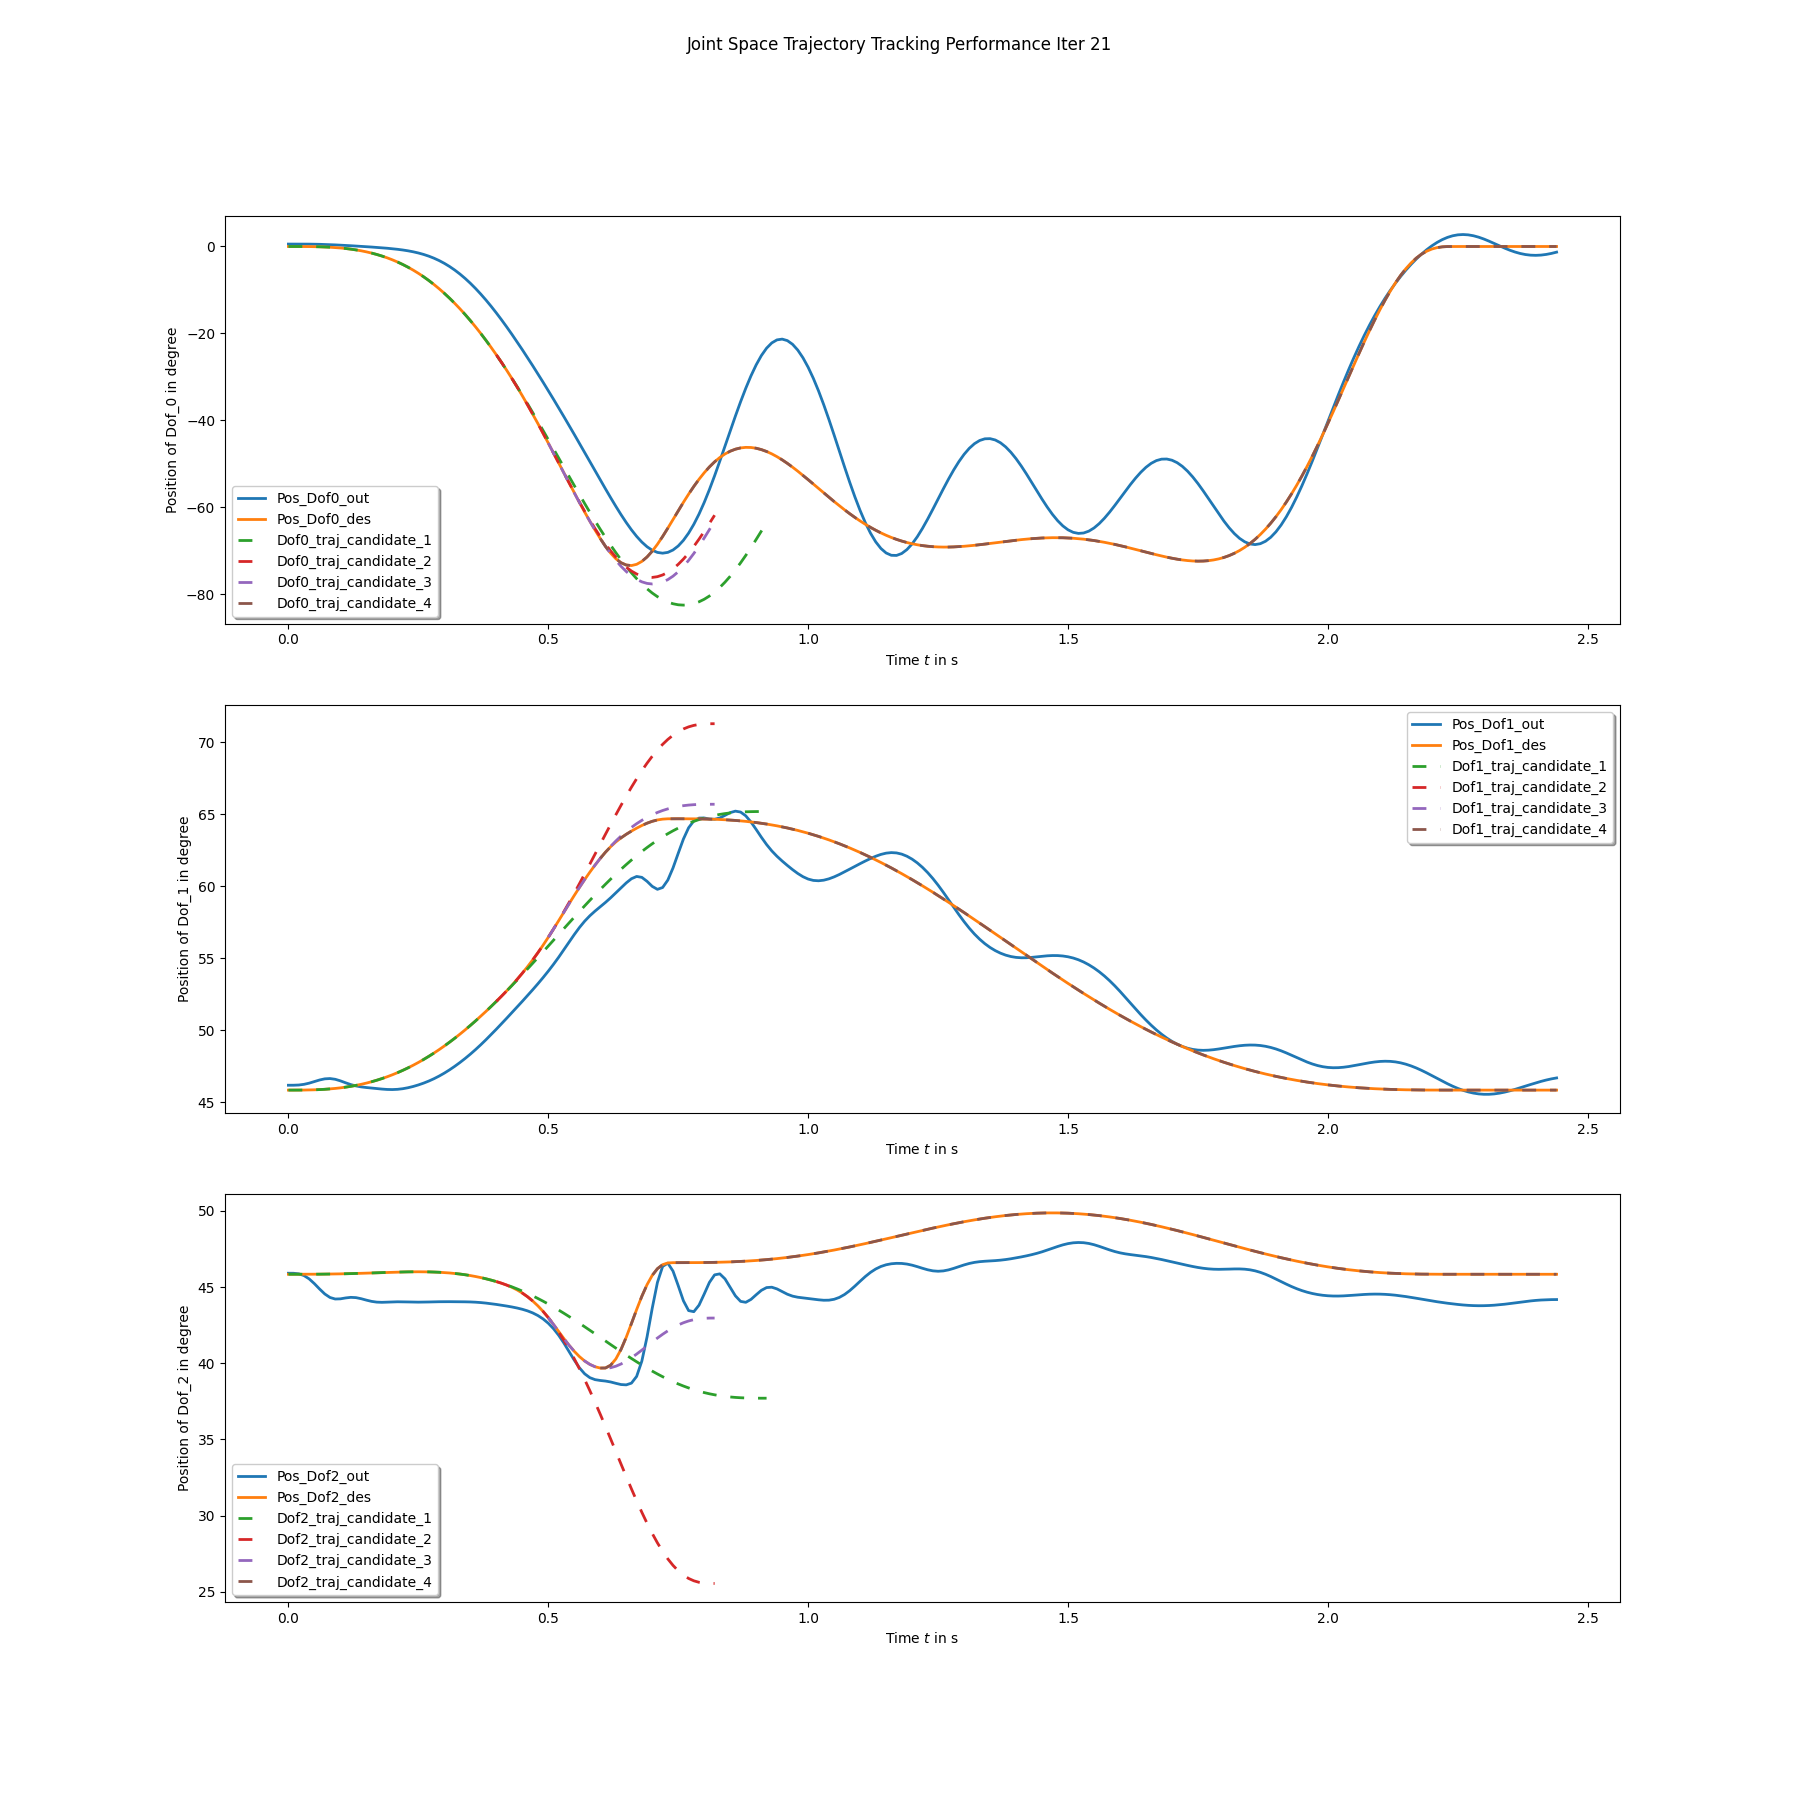 Joint Space Trajectory Tracking Performance Iter 21
0
−20
−40
−60
−80
Position of Dof_0 in degree
Pos_Dof0_out
Pos_Dof0_des
Dof0_traj_candidate_1
Dof0_traj_candidate_2
Dof0_traj_candidate_3
Dof0_traj_candidate_4
0.0 0.5 1.0 1.5 2.0 2.5
Time t in s
70
65
60
55
50
45
Position of Dof_1 in degree
Pos_Dof1_out
Pos_Dof1_des
Dof1_traj_candidate_1
Dof1_traj_candidate_2
Dof1_traj_candidate_3
Dof1_traj_candidate_4
0.0 0.5 1.0 1.5 2.0 2.5
Time t in s
50
45
40
35
30
25
Position of Dof_2 in degree
Pos_Dof2_out
Pos_Dof2_des
Dof2_traj_candidate_1
Dof2_traj_candidate_2
Dof2_traj_candidate_3
Dof2_traj_candidate_4
0.0 0.5 1.0 1.5 2.0 2.5
Time t in s